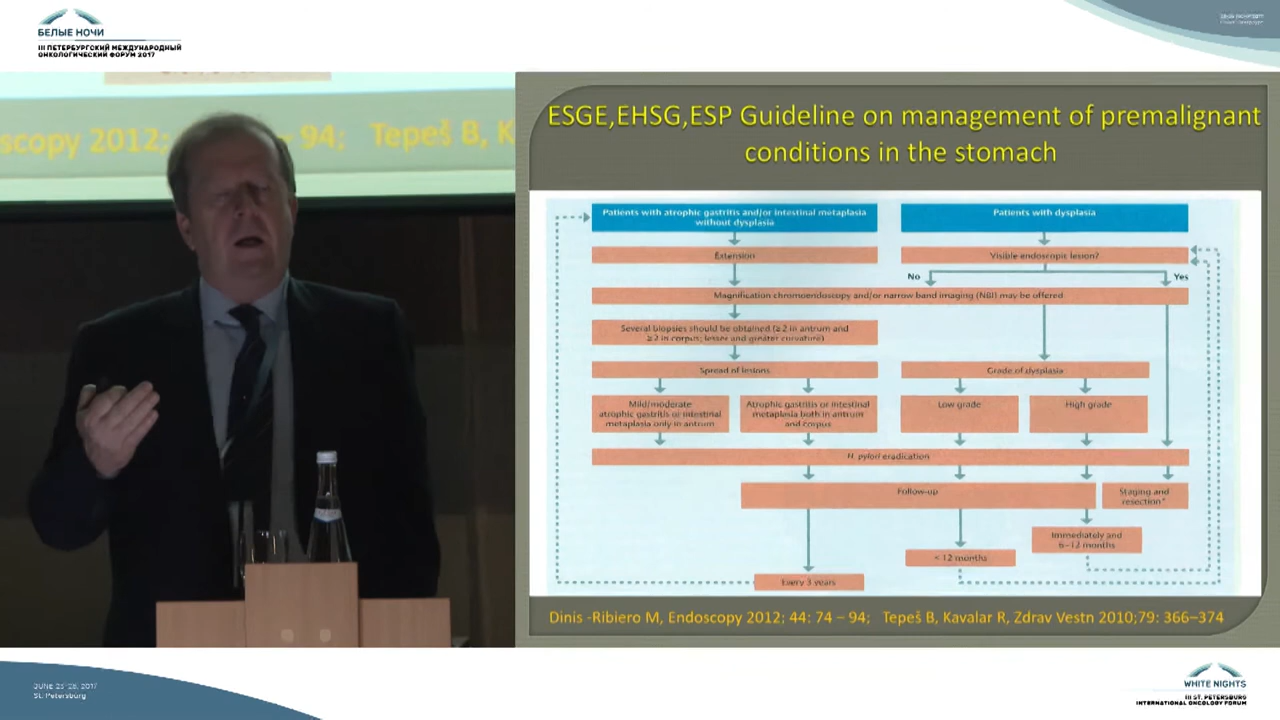 БЕЛЫЕ НОЧИ
III ПЕТЕРБУРГСКИЙ МЕЖДУНАРОДНЫЙ
ОНКОЛОГИЧЕСКИЙ ФОРУМ 2017
scopy 2012;
– 94; Tepeš B, K
ESGE,EHSG,ESP Guideline on management of premalignant
conditions in the stomach
Patients with atrophic gastritis and/or intestinal metaplasia
without dysplasia
Patients with dysplasia
Extension
Visible endoscopic lesion?
No
Yes
Magnification chromoendoscopy and/or narrow band imaging (NBI) may be offered
Several biopsies should be obtained (≥2 in antrum and
≥2 in corpus; lesser and greater curvature)
Spread of lesions
Grade of dysplasia
Mild/moderate
atrophic gastritis or intestinal
metaplasia only in antrum
Atrophic gastritis or intestinal
metaplasia both in antrum
and corpus
Low grade
High grade
H. pylori eradication
Follow-up
Staging and
resection*
Immediately and
6–12 months
< 12 months
Every 3 years
Dinis -Ribiero M, Endoscopy 2012; 44: 74 – 94; Tepeš B, Kavalar R, Zdrav Vestn 2010;79: 366–374
JUNE 23-26, 2017
St. Petersburg
WHITE NIGHTS
III ST. PETERSBURG
INTERNATIONAL ONCOLOGY FORUM